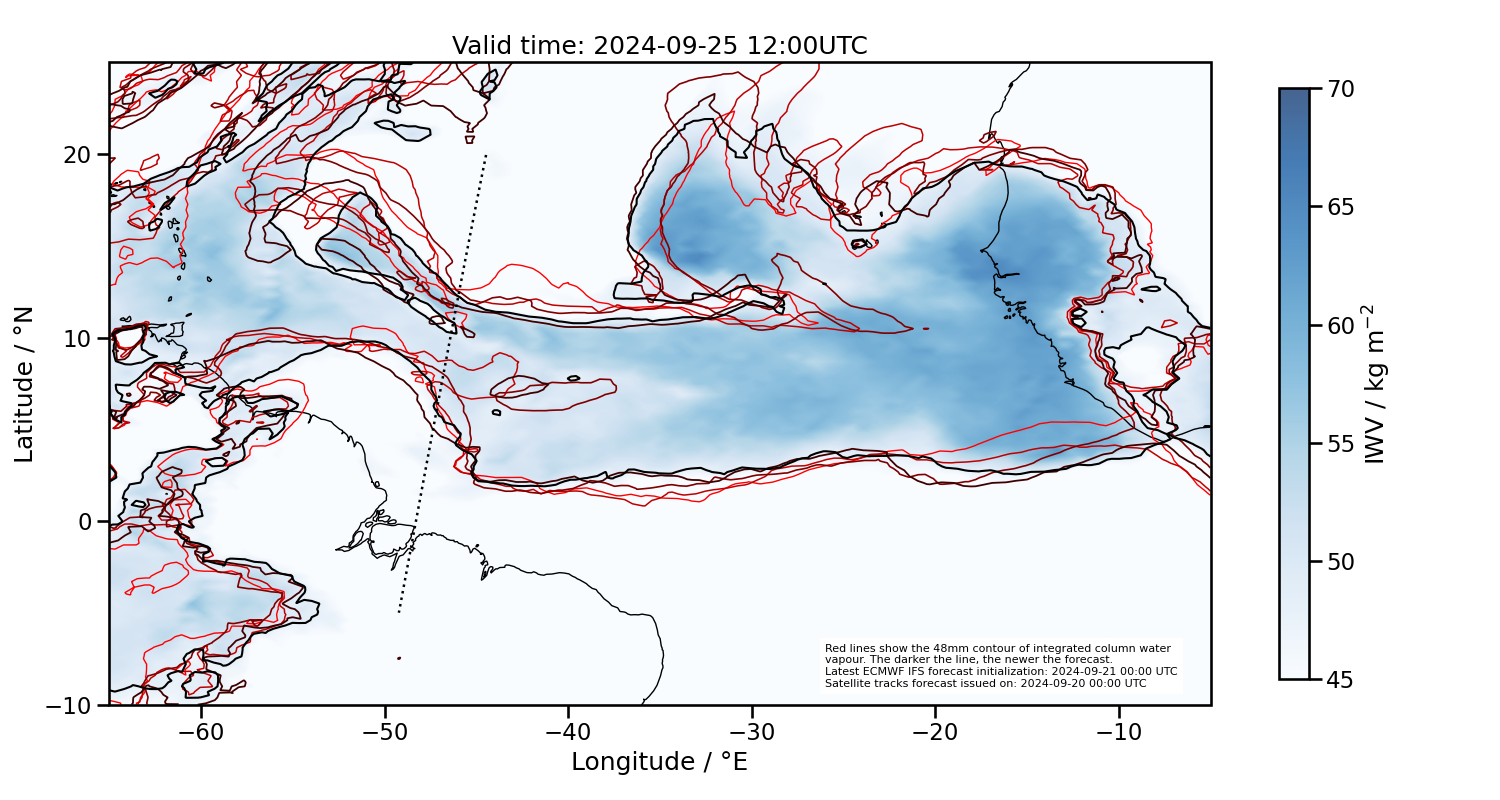 Valid time: 2024-09-25 12:00UTC
20
10
0
−10
Latitude / °N
−60
−50
−40
−30
−20
−10
Longitude / °E
70
65
60
55
50
45
IWV / kg m⁻²
Red lines show the 48mm contour of integrated column water
vapour. The darker the line, the newer the forecast.
Latest ECMWF IFS forecast initialization: 2024-09-21 00:00 UTC
Satellite tracks forecast issued on: 2024-09-20 00:00 UTC